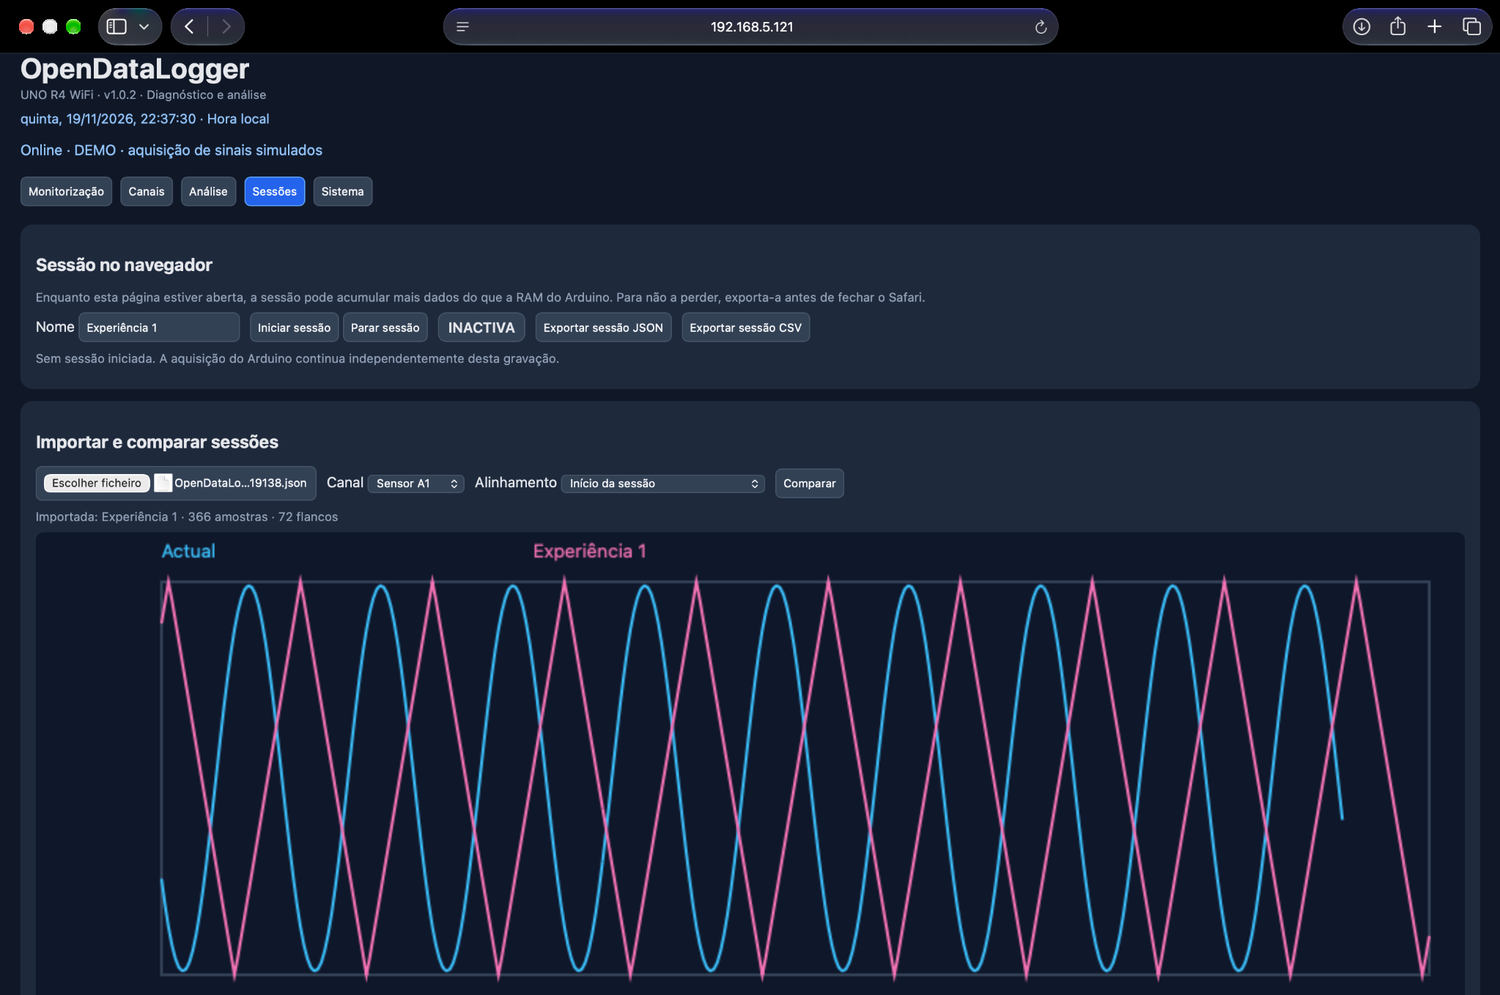 192.168.5.121
OpenDataLogger
UNO R4 WiFi · v1.0.2 · Diagnóstico e análise
quinta, 19/11/2026, 22:37:30 · Hora local
Online · DEMO · aquisição de sinais simulados
Monitorização Canais Análise Sessões Sistema
Sessão no navegador
Enquanto esta página estiver aberta, a sessão pode acumular mais dados do que a RAM do Arduino. Para não a perder, exporta-a antes de fechar o Safari.
Nome Experiência 1 Iniciar sessão Parar sessão INACTIVA Exportar sessão JSON Exportar sessão CSV
Sem sessão iniciada. A aquisição do Arduino continua independentemente desta gravação.
Importar e comparar sessões
Escolher ficheiro OpenDataLo...19138.json Canal Sensor A1 Alinhamento Início da sessão Comparar
Importada: Experiência 1 · 366 amostras · 72 flancos
Actual Experiência 1